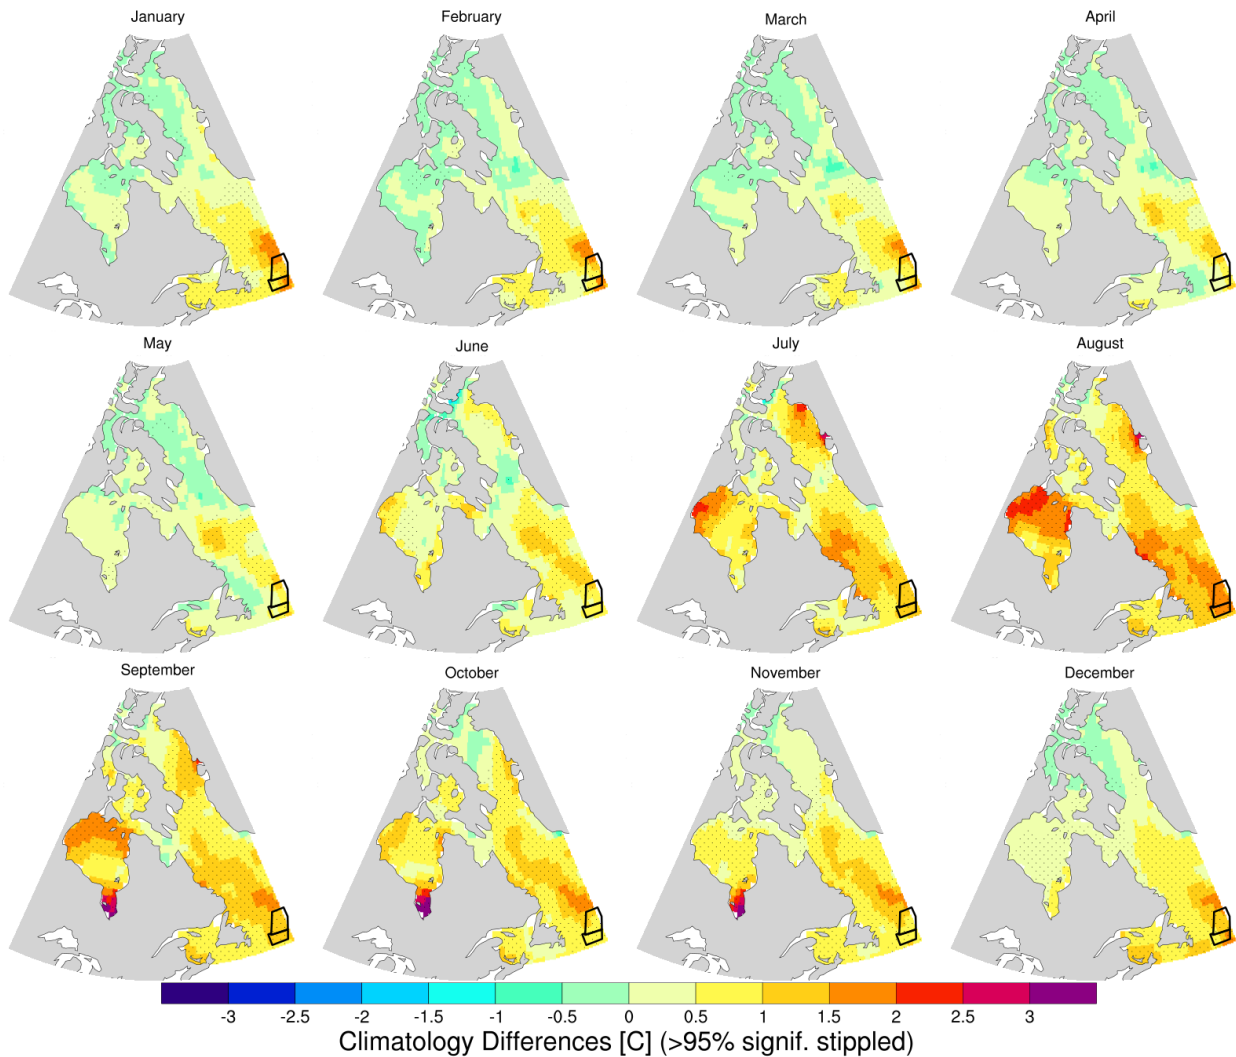 January
February
March
April
May
June
July
August
September
October
November
December
-3 -2.5 -2 -1.5 -1 -0.5 0 0.5 1 1.5 2 2.5 3
Climatology Differences [C] (>95% signif. stippled)